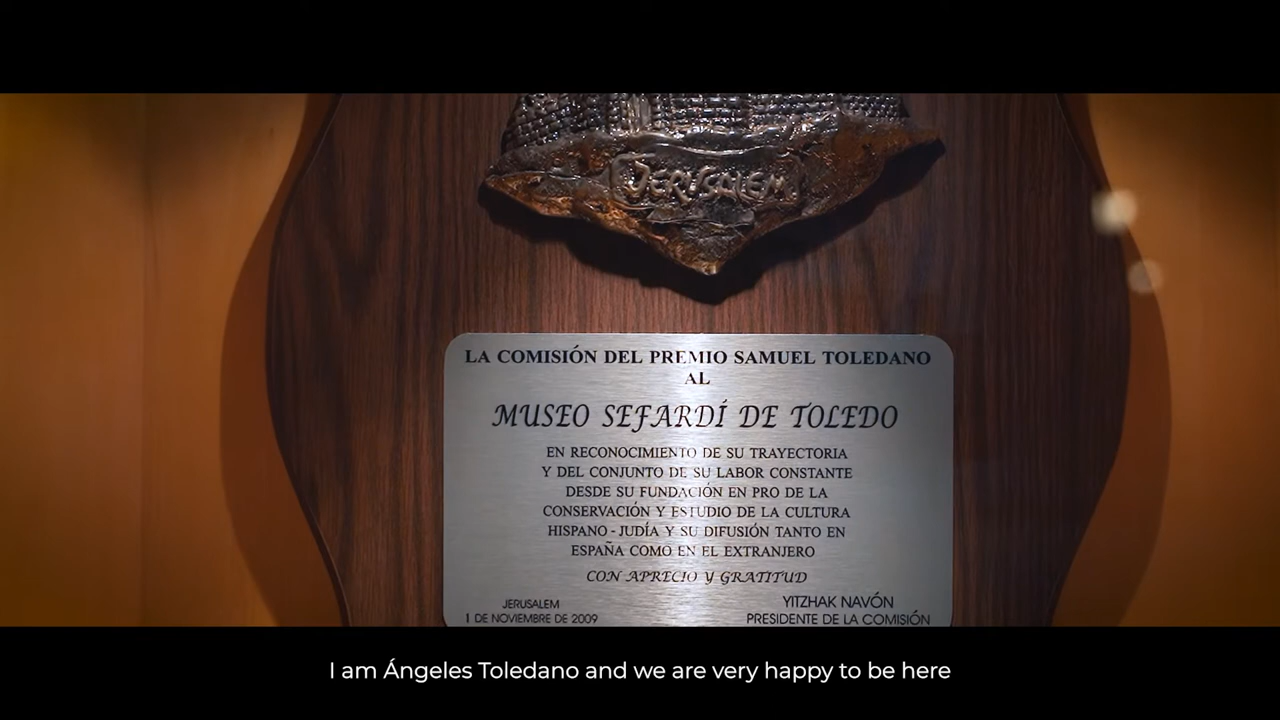 JERUSALEM
LA COMISIÓN DEL PREMIO SAMUEL TOLEDANO
AL
MUSEO SEFARDÍ DE TOLEDO
EN RECONOCIMIENTO DE SU TRAYECTORIA
Y DEL CONJUNTO DE SU LABOR CONSTANTE
DESDE SU FUNDACIÓN EN PRO DE LA
CONSERVACIÓN Y ESTUDIO DE LA CULTURA
HISPANO - JUDÍA Y SU DIFUSIÓN TANTO EN
ESPAÑA COMO EN EL EXTRANJERO
CON APRECIO Y GRATITUD
JERUSALEM
1 DE NOVIEMBRE DE 2009
YITZHAK NAVÓN
PRESIDENTE DE LA COMISIÓN
I am Ángeles Toledano and we are very happy to be here